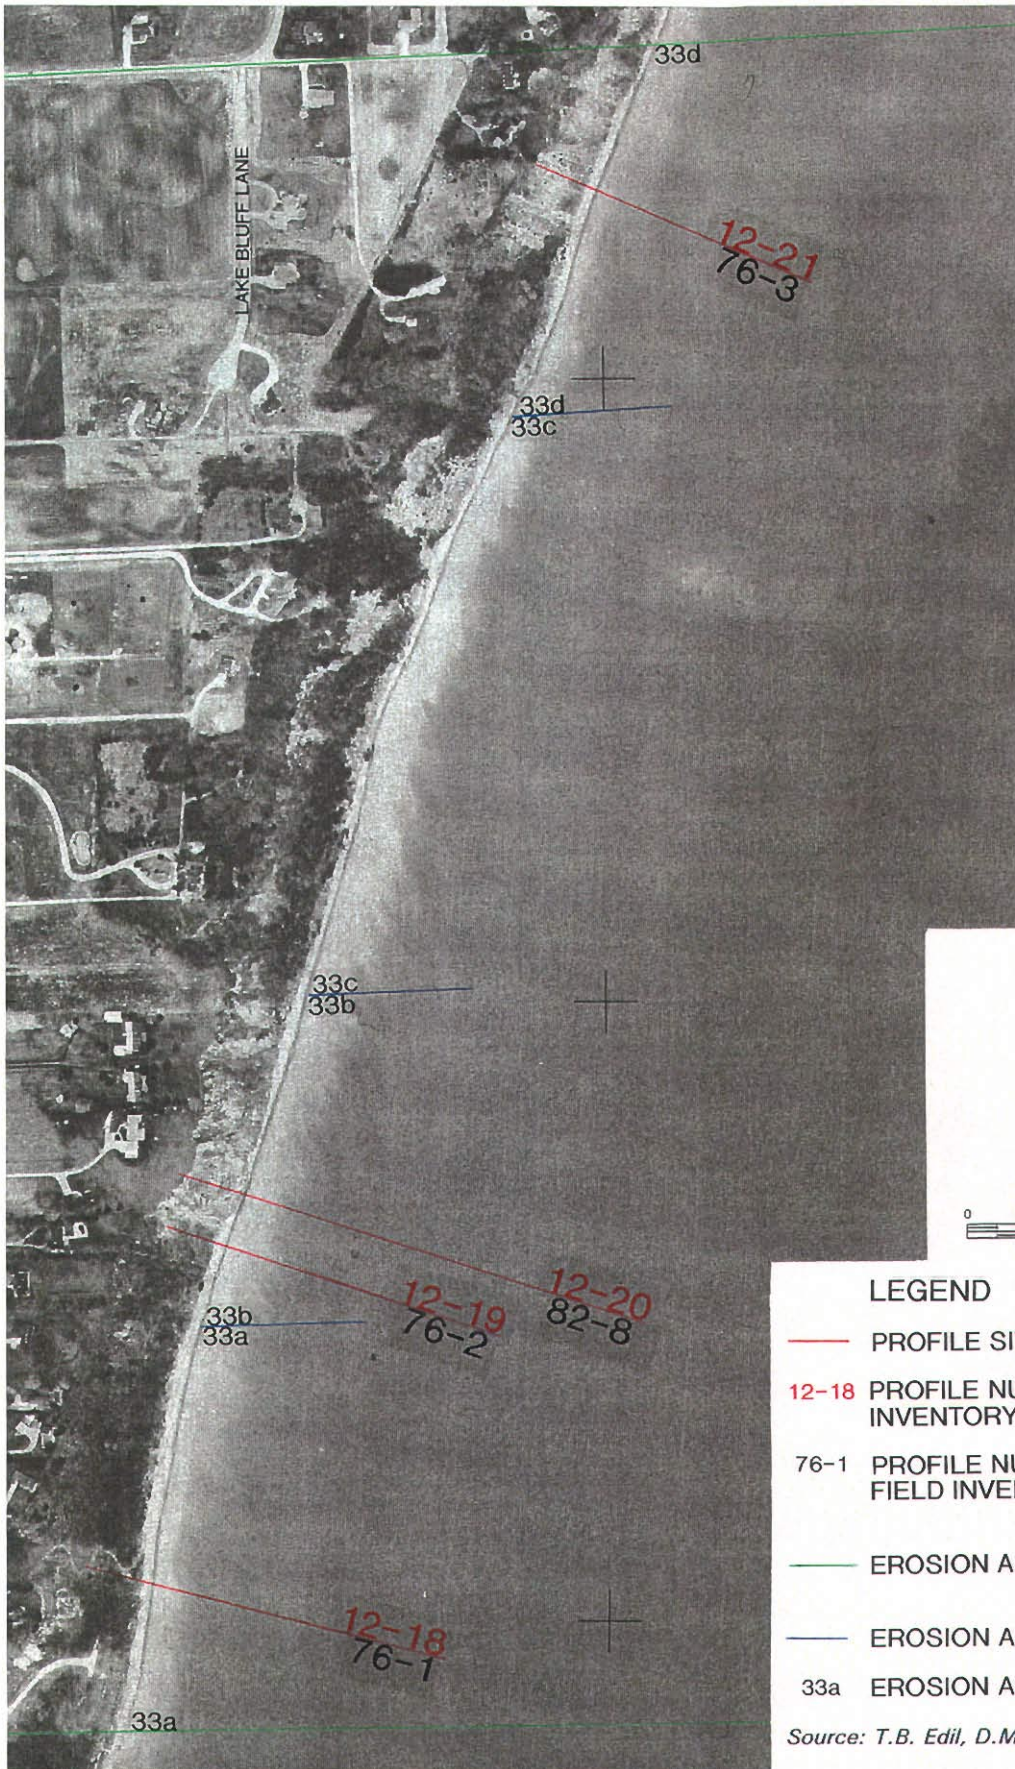 33d
LAKE BLUFF LANE
12-21
76-3
33d
33c
33c
33b
12-20
82-8
12-19
76-2
33b
33a
12-18
76-1
33a
0
LEGEND
PROFILE SI
12-18 PROFILE NU
INVENTORY
76-1 PROFILE NU
FIELD INVE
EROSION A
EROSION A
33a EROSION A
Source: T.B. Edil, D.M